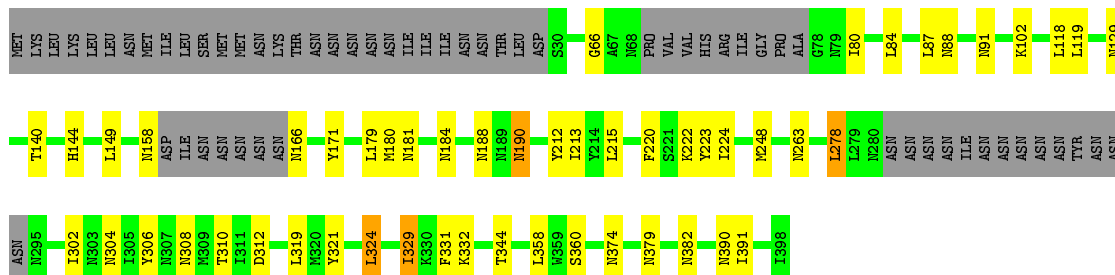 MET LYS LEU LYS LEU LEU ASN MET ILE LEU SER MET MET ASN LYS THR ASN ASN ASN ASN ASN ILE ILE ILE ASN ASN THR LEU ASP S30 G66 A67 N68 PRO VAL VAL HIS ARG ILE GLY PRO ALA G78 N79 I80 L84 L87 N88 N91 K102 L118 L119 N129
T140 H144 L149 N158 ASP ILE ASN ASN ASN ASN ASN N166 Y171 L179 M180 N181 N184 N188 N189 N190 Y212 I213 Y214 L215 F220 S221 K222 Y223 I224 M248 N263 L278 L279 N280 ASN ASN ASN ASN ILE ASN ASN ASN ASN ASN TYR ASN ASN
ASN N295 I302 N303 N304 I305 Y306 N307 N308 M309 T310 I311 D312 L319 M320 Y321 L324 I329 K330 F331 K332 T344 L358 W359 S360 N374 N379 N382 N390 I391 I398